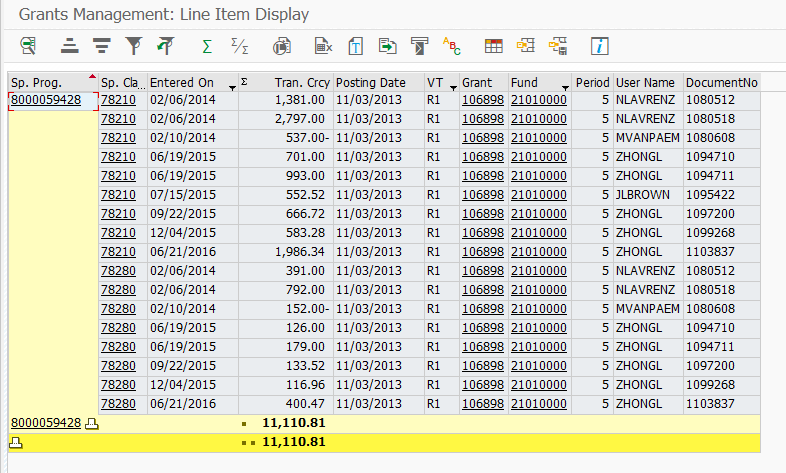 Grants Management: Line Item Display
Sp. Prog. Sp. Cla.. Entered On Σ Tran. Crcy Posting Date VT Grant Fund Period User Name DocumentNo
8000059428 78210 02/06/2014 1,381.00 11/03/2013 R1 106898 21010000 5 NLAVRENZ 1080512
78210 02/06/2014 2,797.00 11/03/2013 R1 106898 21010000 5 NLAVRENZ 1080518
78210 02/10/2014 537.00- 11/03/2013 R1 106898 21010000 5 MVANPAEM 1080608
78210 06/19/2015 701.00 11/03/2013 R1 106898 21010000 5 ZHONGL 1094710
78210 06/19/2015 993.00 11/03/2013 R1 106898 21010000 5 ZHONGL 1094711
78210 07/15/2015 552.52 11/03/2013 R1 106898 21010000 5 JLBROWN 1095422
78210 09/22/2015 666.72 11/03/2013 R1 106898 21010000 5 ZHONGL 1097200
78210 12/04/2015 583.28 11/03/2013 R1 106898 21010000 5 ZHONGL 1099268
78210 06/21/2016 1,986.34 11/03/2013 R1 106898 21010000 5 ZHONGL 1103837
78280 02/06/2014 391.00 11/03/2013 R1 106898 21010000 5 NLAVRENZ 1080512
78280 02/06/2014 792.00 11/03/2013 R1 106898 21010000 5 NLAVRENZ 1080518
78280 02/10/2014 152.00- 11/03/2013 R1 106898 21010000 5 MVANPAEM 1080608
78280 06/19/2015 126.00 11/03/2013 R1 106898 21010000 5 ZHONGL 1094710
78280 06/19/2015 179.00 11/03/2013 R1 106898 21010000 5 ZHONGL 1094711
78280 09/22/2015 133.52 11/03/2013 R1 106898 21010000 5 ZHONGL 1097200
78280 12/04/2015 116.96 11/03/2013 R1 106898 21010000 5 ZHONGL 1099268
78280 06/21/2016 400.47 11/03/2013 R1 106898 21010000 5 ZHONGL 1103837
8000059428 11,110.81
11,110.81